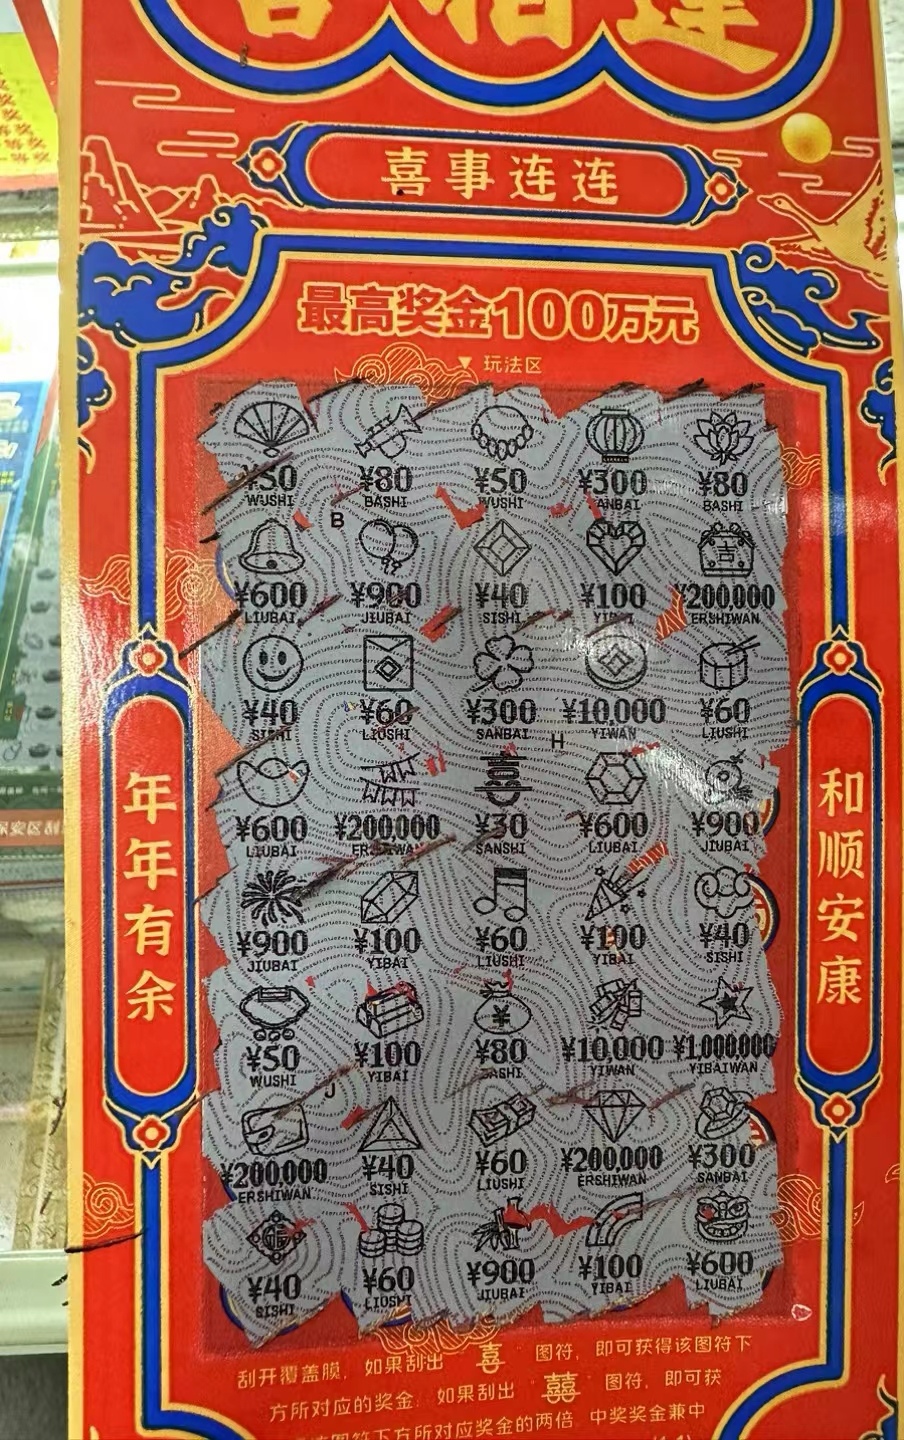 喜相逢
喜事连连
最高奖金100万元
玩法区
¥50 ¥80 ¥50 ¥300 ¥80
WUSHI BASHI WUSHI SANBAI BASHI
B
吉
¥600 ¥900 ¥40 ¥100 ¥200,000
LIUBAI JIUBAI SISHI YIBAI ERSHIWAN
¥40 ¥60 ¥300 ¥10,000 ¥60
SISHI LIUSHI SANBAI YIWAN LIUSHI
H
喜
¥600 ¥200,000 ¥30 ¥600 ¥900
LIUBAI ERSHIWAN SANSHI LIUBAI JIUBAI
¥900 ¥100 ¥60 ¥100 ¥40
JIUBAI YIBAI LIUSHI YIBAI SISHI
¥
¥50 ¥100 ¥80 ¥10,000 ¥1,000,000
WUSHI YIBAI BASHI YIWAN YIBAIWAN
J
¥200,000 ¥40 ¥60 ¥200,000 ¥300
ERSHIWAN SISHI LIUSHI ERSHIWAN SANBAI
¥40 ¥60 ¥900 ¥100 ¥600
SISHI LIUSHI JIUBAI YIBAI LIUBAI
年年有余
和顺安康
刮开覆盖膜，如果刮出 喜 图符，即可获得该图符下
方所对应的奖金；如果刮出 囍 图符，即可获
该图符下方所对应奖金的两倍 中奖奖金兼中